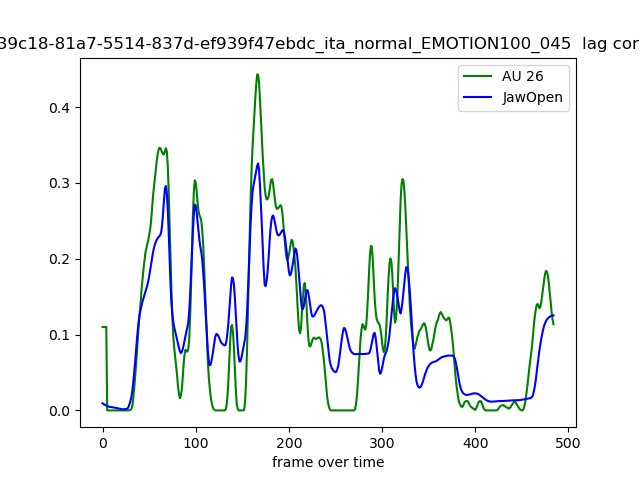 39c18-81a7-5514-837d-ef939f47ebdc_ita_normal_EMOTION100_045 lag cor
AU 26
JawOpen
0.4
0.3
0.2
0.1
0.0
0 100 200 300 400 500
frame over time